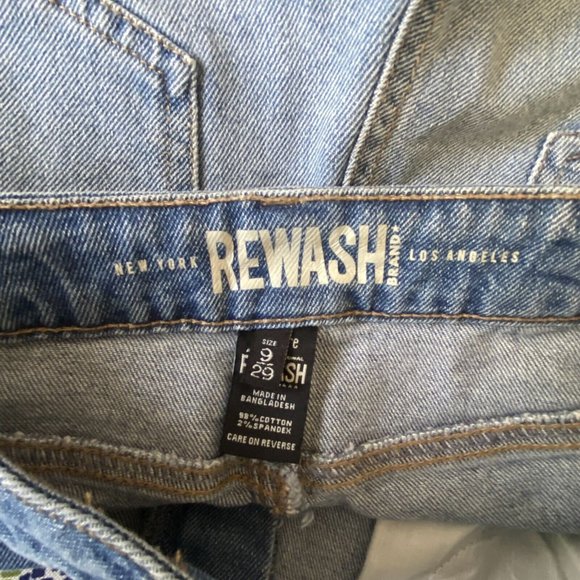 NEW YORK REWASH BRAND★ LOS ANGELES
SIZE
9
29
MADE IN
BANGLADESH
98% COTTON
2% SPANDEX
CARE ON REVERSE